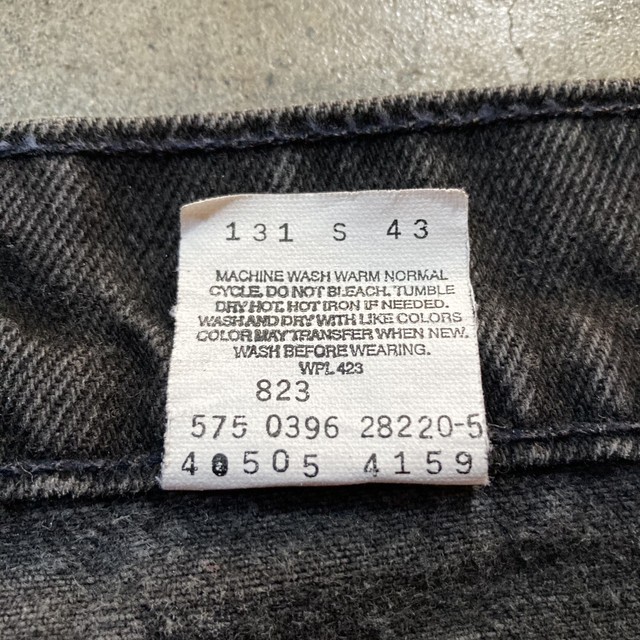 131 S 43
MACHINE WASH WARM NORMAL
CYCLE. DO NOT BLEACH. TUMBLE
DRY HOT. HOT IRON IF NEEDED.
WASH AND DRY WITH LIKE COLORS
COLOR MAY TRANSFER WHEN NEW.
WASH BEFORE WEARING.
WPL 423
823
575 0396 28220-5
40505 4159